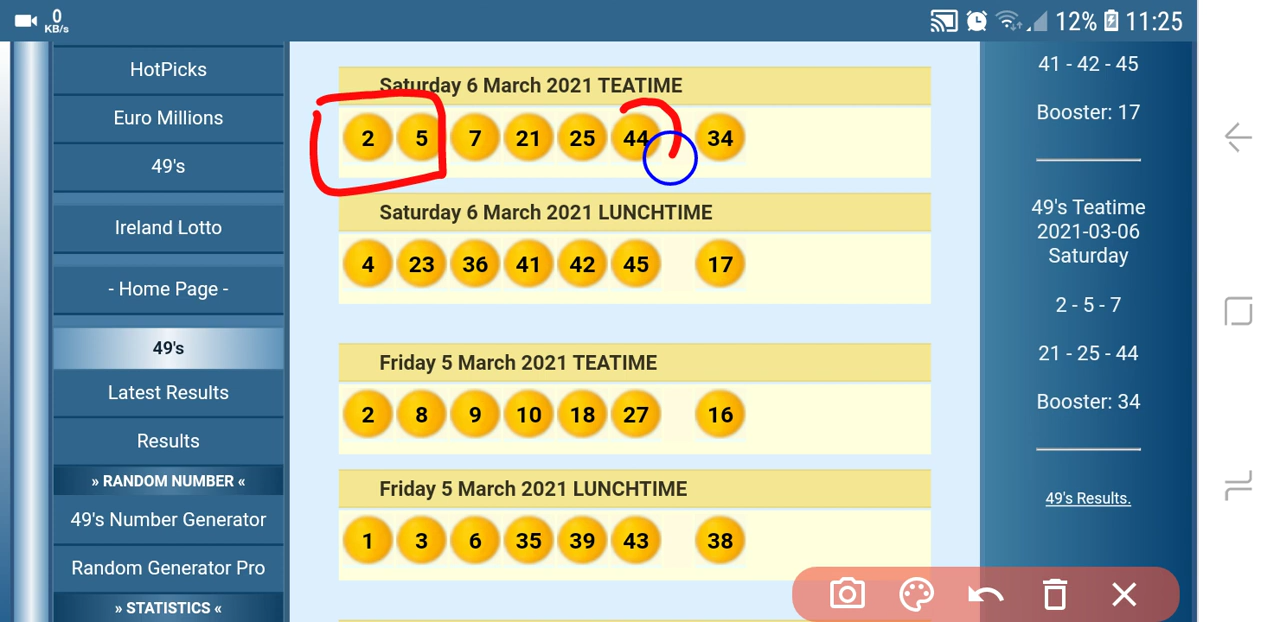 0
KB/s
12% 11:25
HotPicks
Euro Millions
49's
Ireland Lotto
- Home Page -
49's
Latest Results
Results
» RANDOM NUMBER «
49's Number Generator
Random Generator Pro
» STATISTICS «
Saturday 6 March 2021 TEATIME
2 5 7 21 25 44 34
Saturday 6 March 2021 LUNCHTIME
4 23 36 41 42 45 17
Friday 5 March 2021 TEATIME
2 8 9 10 18 27 16
Friday 5 March 2021 LUNCHTIME
1 3 6 35 39 43 38
41 - 42 - 45
Booster: 17
49's Teatime
2021-03-06
Saturday
2 - 5 - 7
21 - 25 - 44
Booster: 34
49's Results.